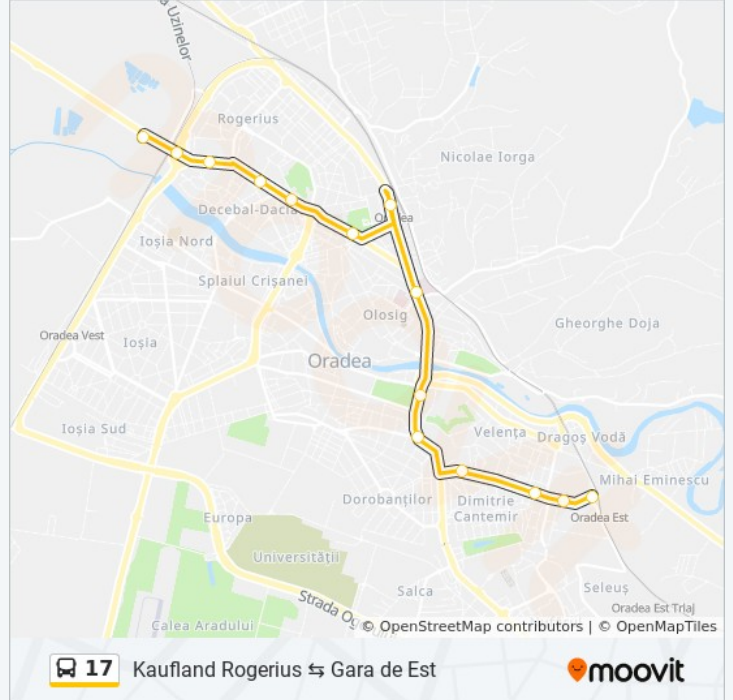 Uzinelor
Rogerius
Nicolae Iorga
Decebal-Dacia
Ioșia Nord
Splaiul Crișanei
Olosig
Gheorghe Doja
Oradea Vest
Ioșia
Oradea
Ioșia Sud
Velența
Dragoș Vodă
Mihai Eminescu
Dorobanților
Dimitrie
Cantemir
Oradea Est
Europa
Universității
Salca
Seleuș
Oradea Est Triaj
Strada Og
Calea Aradului
© OpenStreetMap contributors | © OpenMapTiles
17 Kaufland Rogerius ⇆ Gara de Est
moovit